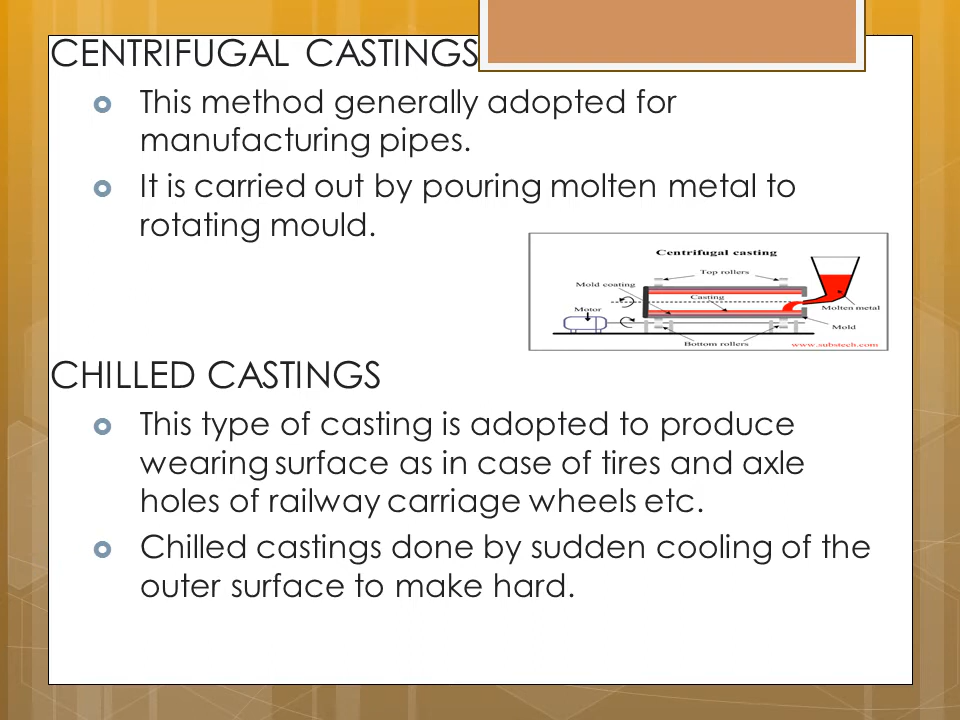 CENTRIFUGAL CASTINGS
This method generally adopted for
manufacturing pipes.
It is carried out by pouring molten metal to
rotating mould.
Centrifugal casting
Top rollers
Mold coating
Casting
Motor
Molten metal
Mold
Bottom rollers
www.substech.com
CHILLED CASTINGS
This type of casting is adopted to produce
wearing surface as in case of tires and axle
holes of railway carriage wheels etc.
Chilled castings done by sudden cooling of the
outer surface to make hard.